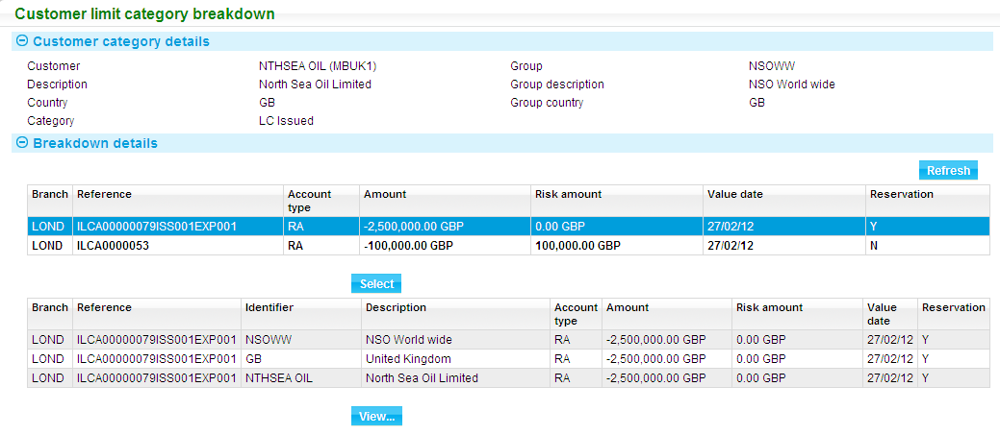 Customer limit category breakdown
Customer category details
Customer NTHSEA OIL (MBUK1) Group NSOWW
Description North Sea Oil Limited Group description NSO World wide
Country GB Group country GB
Category LC Issued
Breakdown details
Refresh
Branch Reference Account type Amount Risk amount Value date Reservation
LOND ILCA00000079ISS001EXP001 RA -2,500,000.00 GBP 0.00 GBP 27/02/12 Y
LOND ILCA0000053 RA -100,000.00 GBP 100,000.00 GBP 27/02/12 N
Select
Branch Reference Identifier Description Account type Amount Risk amount Value date Reservation
LOND ILCA00000079ISS001EXP001 NSOWW NSO World wide RA -2,500,000.00 GBP 0.00 GBP 27/02/12 Y
LOND ILCA00000079ISS001EXP001 GB United Kingdom RA -2,500,000.00 GBP 0.00 GBP 27/02/12 Y
LOND ILCA00000079ISS001EXP001 NTHSEA OIL North Sea Oil Limited RA -2,500,000.00 GBP 0.00 GBP 27/02/12 Y
View...